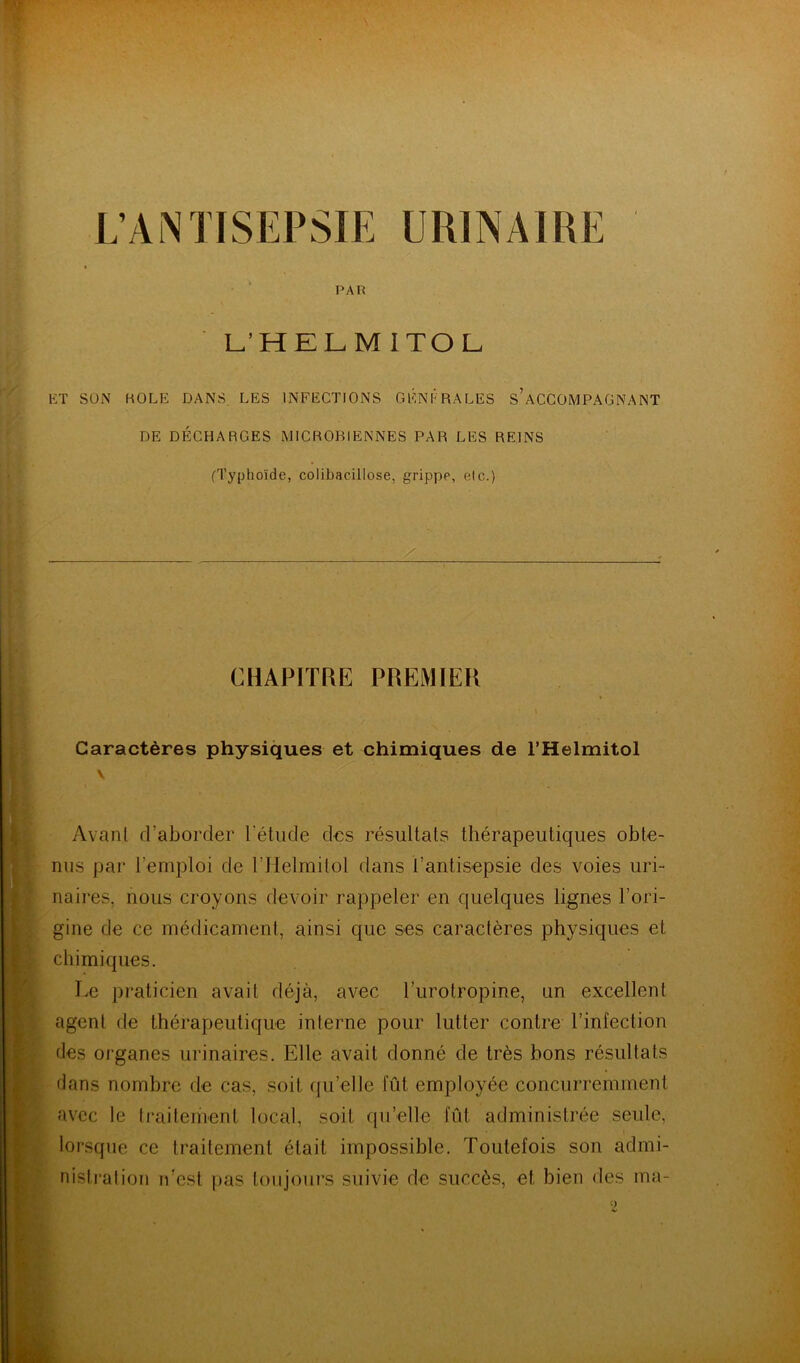 L'ANTISEPSIE URINAIRE
PAR
L'HELMITOL
ET SON ROLE DANS LES INFECTIONS GÉNÉRALES S'ACCOMPAGNANT
DE DÉCHARGES MICROBIENNES PAR LES REINS
(Typhoïde, colibacillose, grippe, etc.)
CHAPITRE PREMIER
Caractères physiques et chimiques de l'Helmitol
Avant d'aborder l'étude des résultats thérapeutiques obte-
nus par l'emploi de l'Helmitol dans l'antisepsie des voies uri-
naires, nous croyons devoir rappeler en quelques lignes l'ori-
gine de ce médicament, ainsi que ses caractères physiques et
chimiques.
Le praticien avait déjà, avec l'urotropine, un excellent
agent de thérapeutique interne pour lutter contre l'infection
des organes urinaires. Elle avait donné de très bons résultats
dans nombre de cas, soit qu'elle fût employée concurremment
avec le traitement local, soit qu'elle fût administrée seule,
lorsque ce traitement était impossible. Toutefois son admi-
nistration n'est pas toujours suivie de succès, et bien des ma-
2